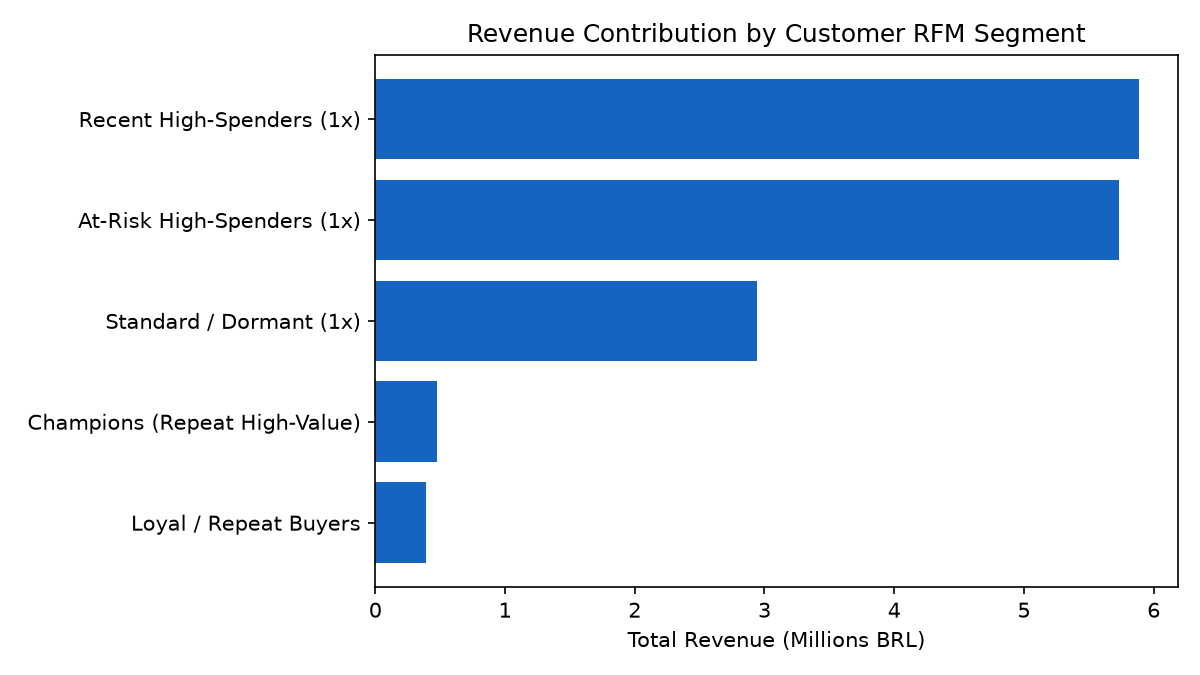 Revenue Contribution by Customer RFM Segment
Recent High-Spenders (1x)
At-Risk High-Spenders (1x)
Standard / Dormant (1x)
Champions (Repeat High-Value)
Loyal / Repeat Buyers
0 1 2 3 4 5 6
Total Revenue (Millions BRL)